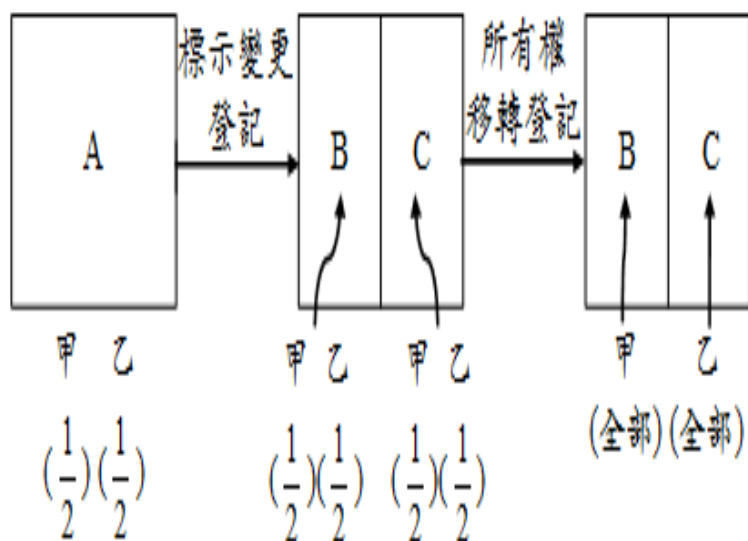 標示變更
登記
所有權
移轉登記
A
B
C
B
C
甲 乙
甲 乙
甲 乙
甲
乙
(1/2)(1/2)
(1/2)(1/2)
(1/2)(1/2)
(全部)(全部)